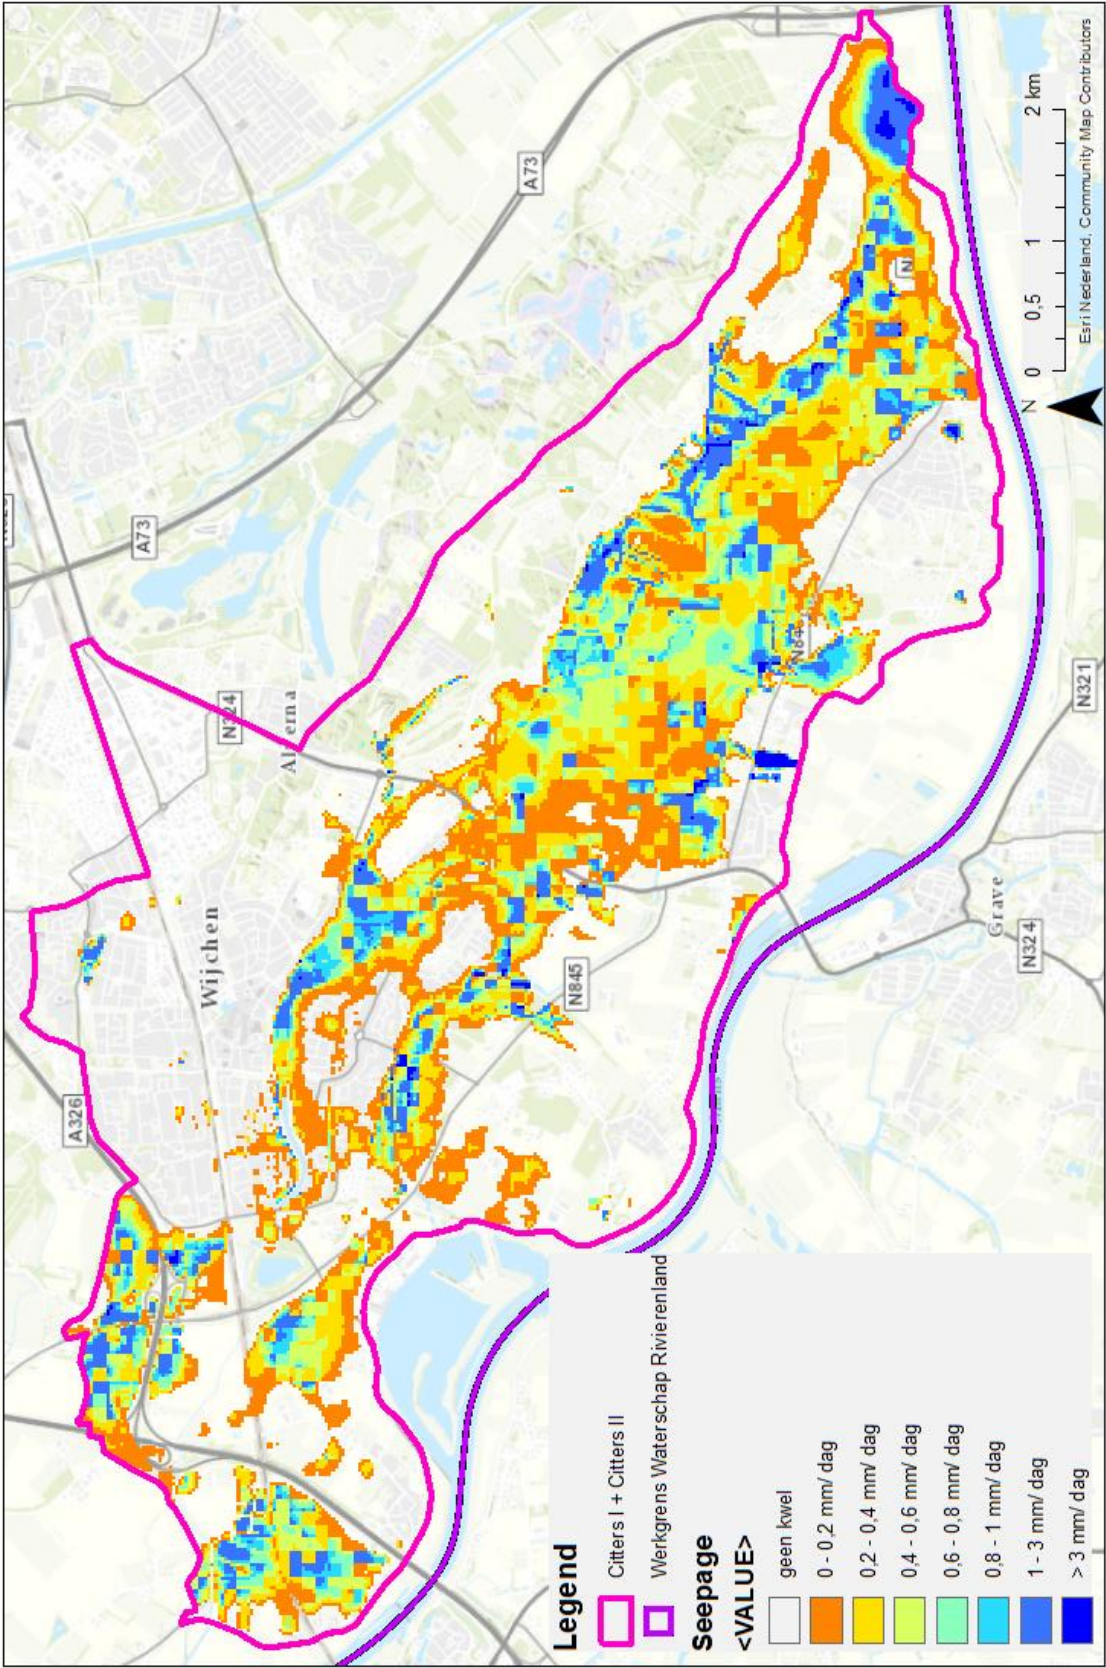 A73
A73
N324
Alverna
Wijchen
A326
N845
N84
N
N321
Grave
N324
Legend
Citters I + Citters II
Werkgrens Waterschap Rivierenland
Seepage
<VALUE>
geen kwel
0 - 0,2 mm/ dag
0,2 - 0,4 mm/ dag
0,4 - 0,6 mm/ dag
0,6 - 0,8 mm/ dag
0,8 - 1 mm/ dag
1 - 3 mm/ dag
> 3 mm/ dag
N
0 0,5 1 2 km
Esri Nederland, Community Map Contributors